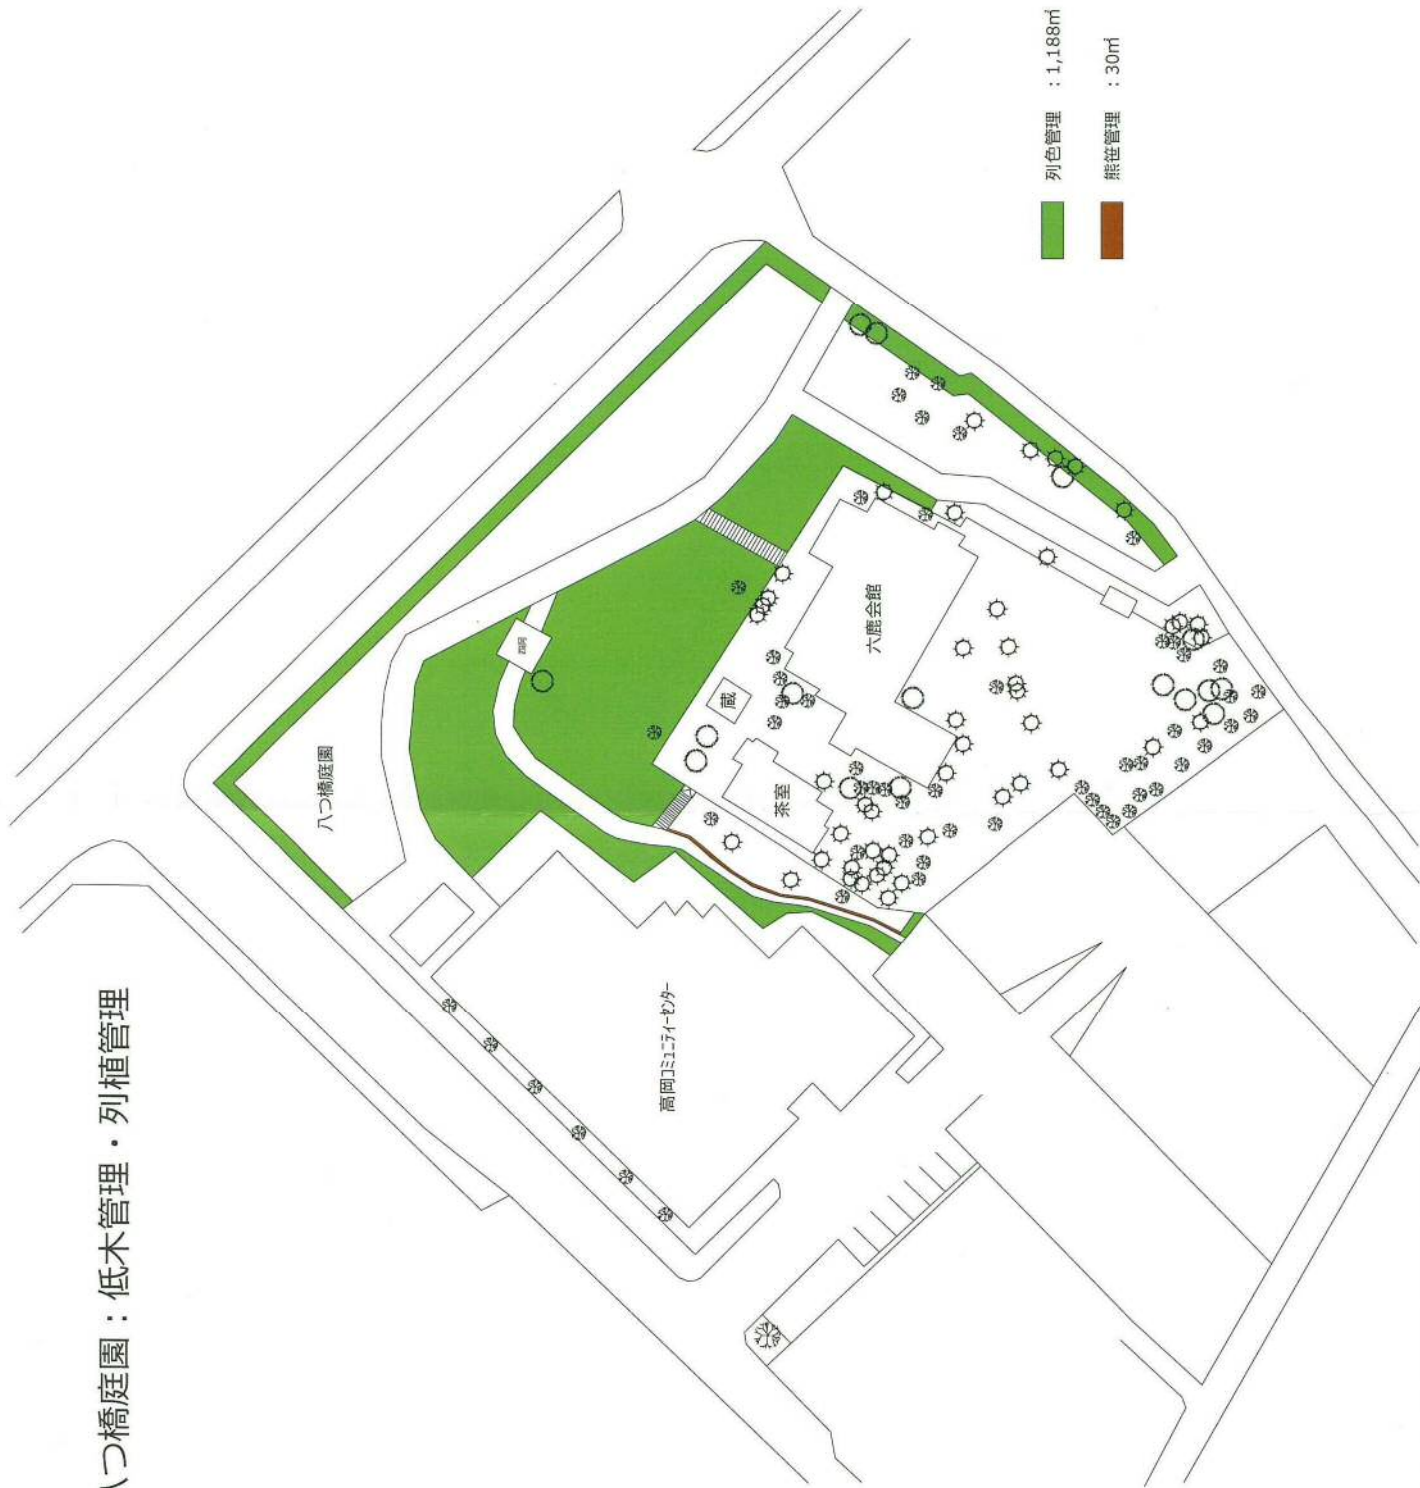 八つ橋庭園：低木管理・列植管理
八つ橋庭園
四阿
蔵
茶室
六鹿会館
高岡コミュニティーセンター
列色管理 ：1,188㎡
熊笹管理 ：30㎡